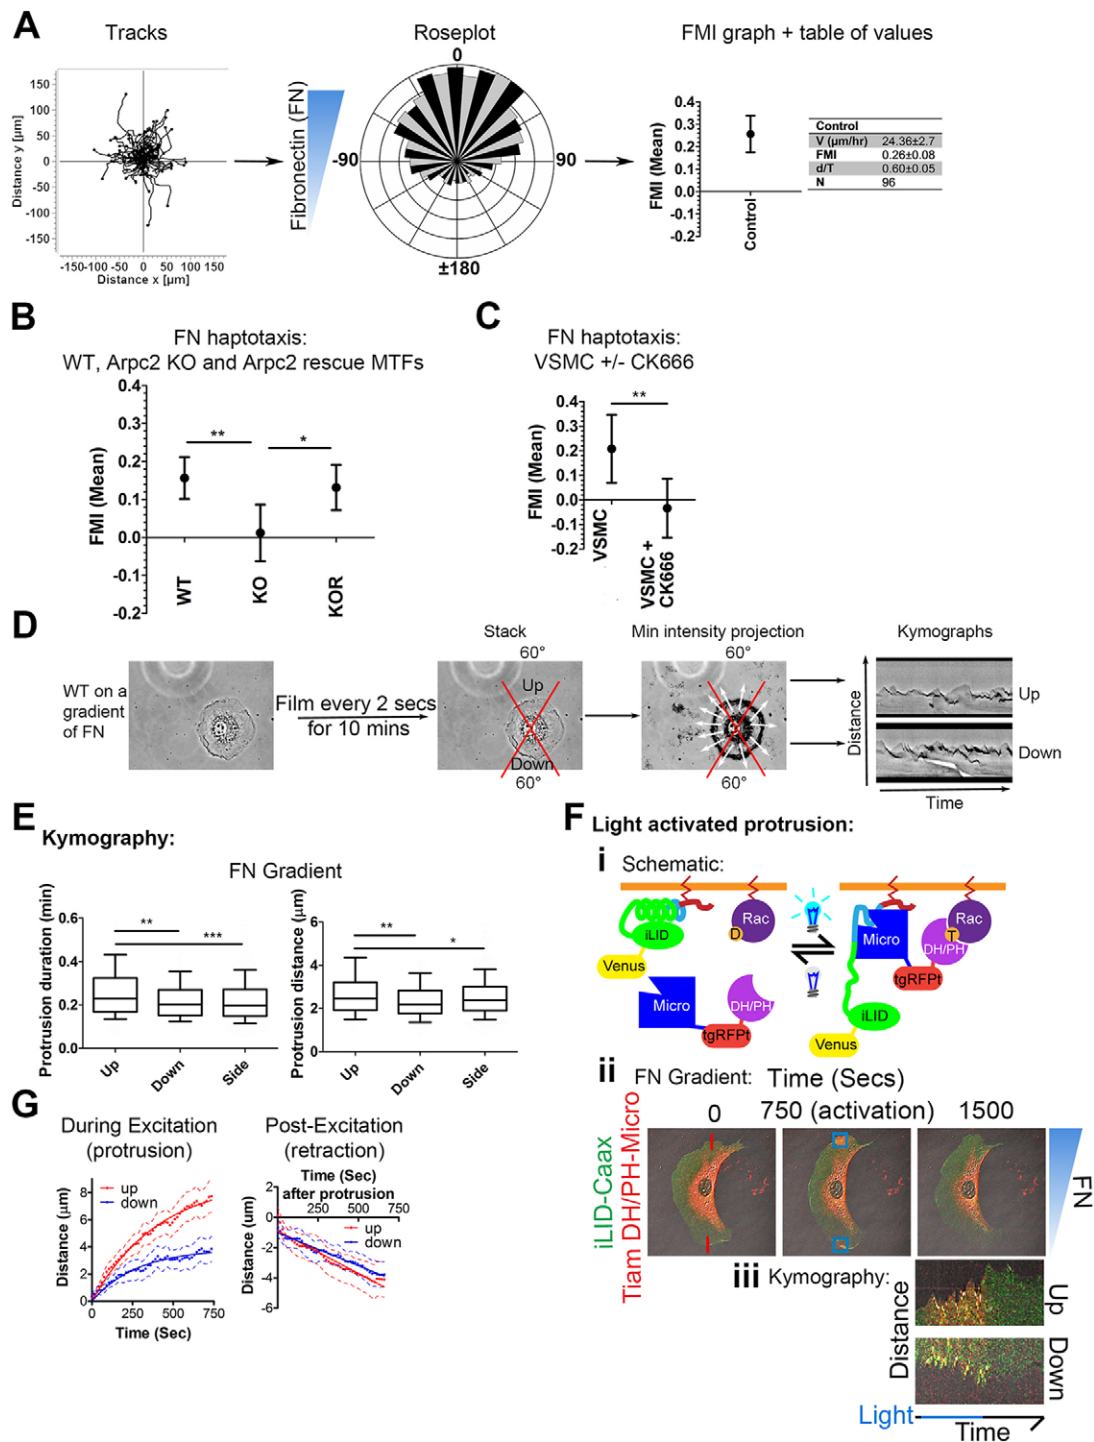 A
Tracks
Roseplot
FMI graph + table of values
150
100
50
0
-50
-100
-150
Distance y [µm]
-150-100 -50 0 50 100 150
Distance x [µm]
Fibronectin (FN)
0
-90
90
±180
0.4
0.3
0.2
0.1
0.0
-0.1
-0.2
FMI (Mean)
Control
Control
V (µm/hr) 24.36±2.7
FMI 0.26±0.08
d/T 0.60±0.05
N 96
B
FN haptotaxis:
WT, Arpc2 KO and Arpc2 rescue MTFs
0.4
0.3
0.2
0.1
0.0
-0.1
-0.2
FMI (Mean)
**
*
WT
KO
KOR
C
FN haptotaxis:
VSMC +/- CK666
**
0.4
0.3
0.2
0.1
0.0
-0.1
-0.2
FMI (Mean)
VSMC
VSMC +
CK666
D
WT on a
gradient
of FN
Film every 2 secs
for 10 mins
Stack
60°
Up
Down
60°
Min intensity projection
60°
60°
Kymographs
Distance
Up
Down
Time
E
Kymography:
FN Gradient
Protrusion duration (min)
0.6
0.4
0.2
0.0
**
***
Up
Down
Side
Protrusion distance (µm)
6
4
2
0
**
*
Up
Down
Side
F
Light activated protrusion:
i
Schematic:
iLID
Venus
D
Rac
Micro
DH/PH
tgRFPt
Micro
T
Rac
DH/PH
tgRFPt
iLID
Venus
ii
FN Gradient:
Time (Secs)
0
750 (activation)
1500
iLID-Caax
Tiam DH/PH-Micro
FN
iii
Kymography:
Distance
Up
Down
Light
Time
G
During Excitation
(protrusion)
up
down
8
6
4
2
0
Distance (µm)
0 250 500 750
Time (Sec)
Post-Excitation
(retraction)
Time (Sec)
after protrusion
250 500 750
2
0
-2
-4
-6
Distance (µm)
up
down